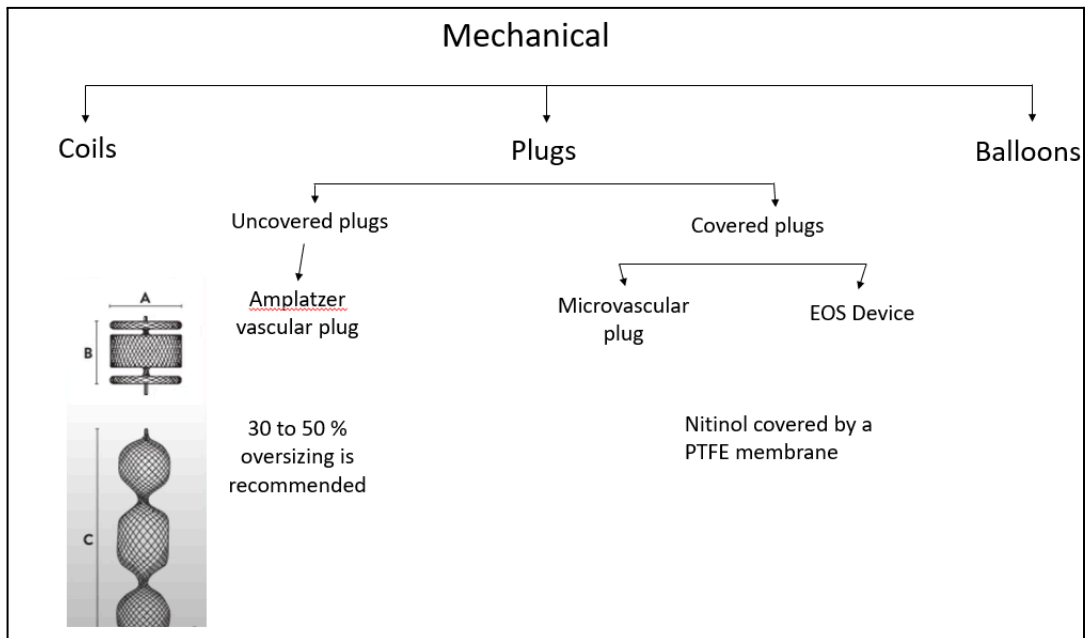 Mechanical
Coils
Plugs
Balloons
Uncovered plugs
Covered plugs
Amplatzer
vascular plug
Microvascular
plug
EOS Device
A
B
30 to 50 %
oversizing is
recommended
Nitinol covered by a
PTFE membrane
C